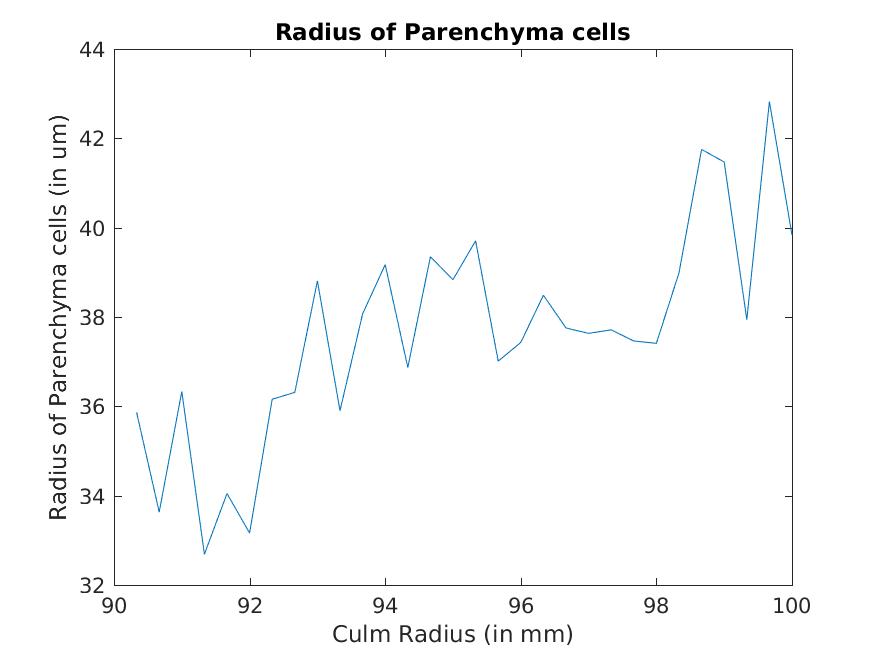 Radius of Parenchyma cells
44
42
40
38
36
34
32
Radius of Parenchyma cells (in um)
90 92 94 96 98 100
Culm Radius (in mm)